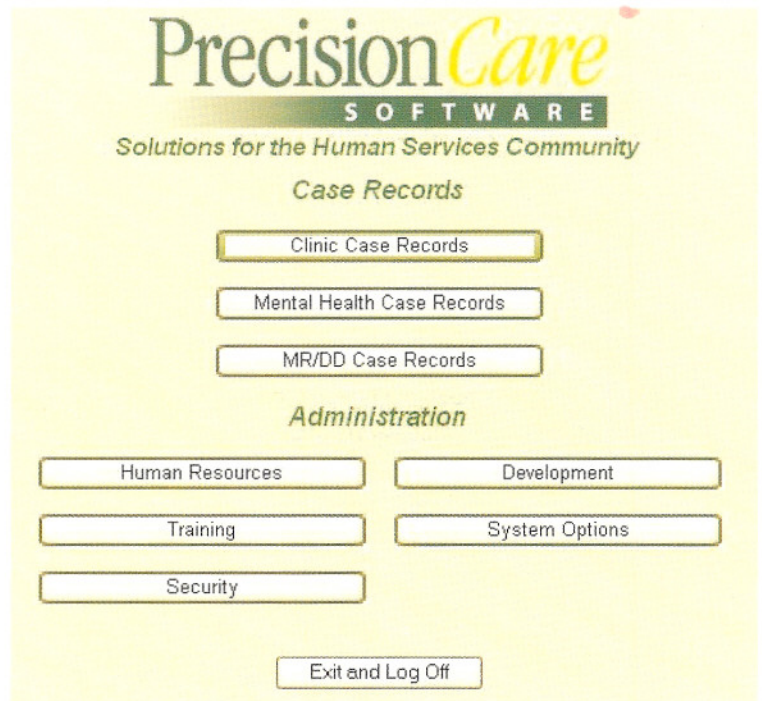 PrecisionCare
SOFTWARE
Solutions for the Human Services Community
Case Records
Clinic Case Records
Mental Health Case Records
MR/DD Case Records
Administration
Human Resources
Development
Training
System Options
Security
Exit and Log Off